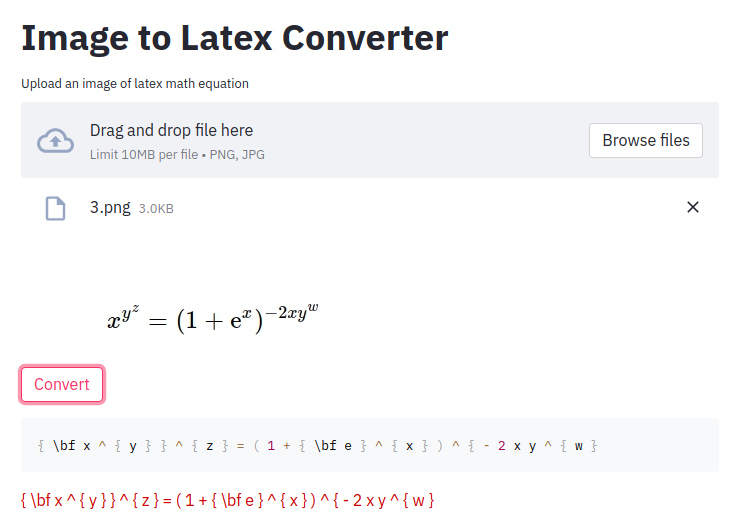 Image to Latex Converter
Upload an image of latex math equation
Drag and drop file here
Limit 10MB per file • PNG, JPG
Browse files
3.png 3.0KB
x^{y^z} = (1 + e^x)^{-2xy^w}
Convert
{ \bf x ^ { y } } ^ { z } = ( 1 + { \bf e } ^ { x } ) ^ { - 2 x y ^ { w }
{ \bf x ^ { y } } ^ { z } = ( 1 + { \bf e } ^ { x } ) ^ { - 2 x y ^ { w }